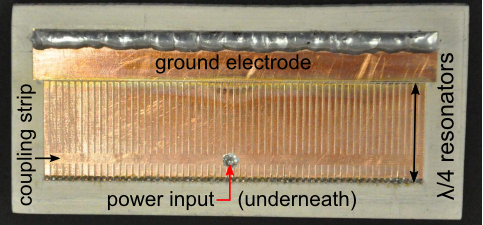 ground electrode
coupling strip
λ/4 resonators
power input
(underneath)